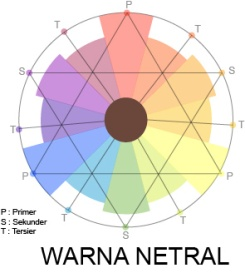 P
T
T
S
S
T
T
P
P
T
T
S
P : Primer
S : Sekunder
T : Tersier
WARNA NETRAL